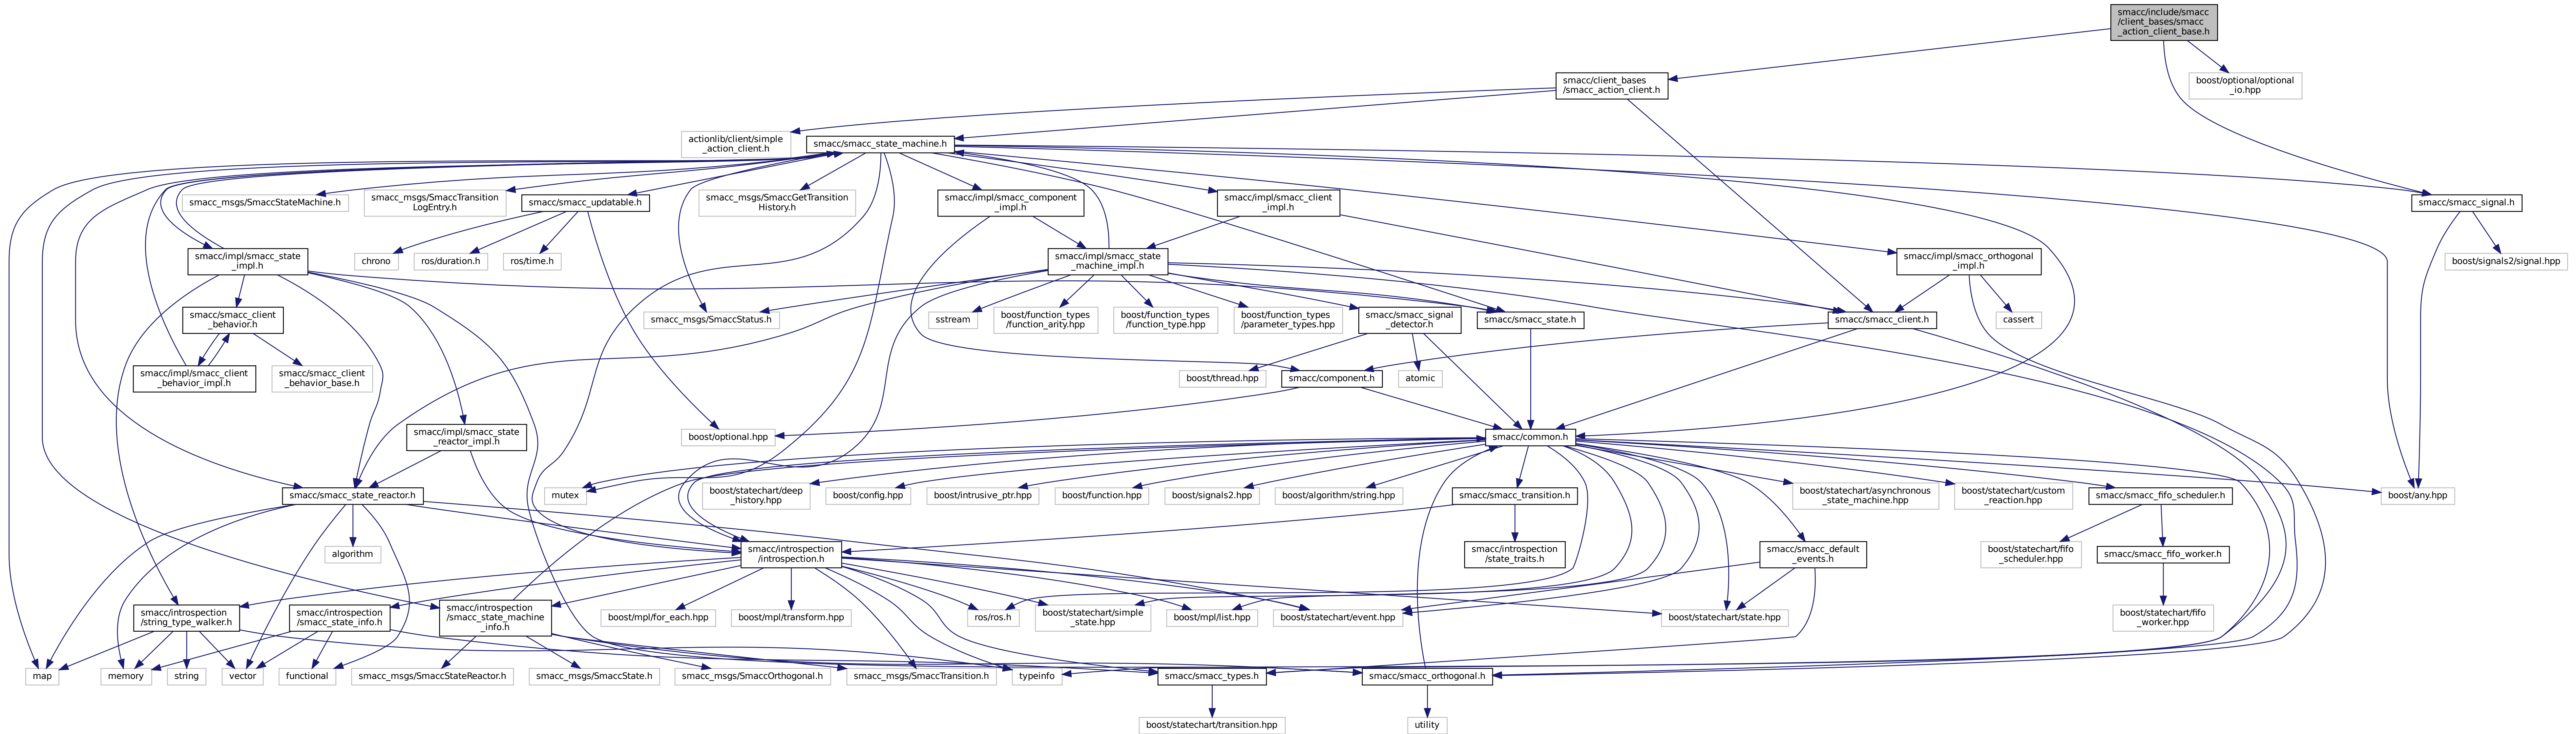 smacc/include/smacc
/client_bases/smacc
_action_client_base.h
smacc/client_bases
/smacc_action_client.h
boost/optional/optional
_io.hpp
actionlib/client/simple
_action_client.h
smacc/smacc_state_machine.h
smacc_msgs/SmaccStateMachine.h
smacc_msgs/SmaccTransition
LogEntry.h
smacc/smacc_updatable.h
smacc_msgs/SmaccGetTransition
History.h
smacc/impl/smacc_component
_impl.h
smacc/impl/smacc_client
_impl.h
smacc/smacc_signal.h
smacc/impl/smacc_state
_impl.h
chrono
ros/duration.h
ros/time.h
smacc/impl/smacc_state
_machine_impl.h
smacc/impl/smacc_orthogonal
_impl.h
boost/signals2/signal.hpp
smacc/smacc_client
_behavior.h
smacc_msgs/SmaccStatus.h
sstream
boost/function_types
/function_arity.hpp
boost/function_types
/function_type.hpp
boost/function_types
/parameter_types.hpp
smacc/smacc_signal
_detector.h
smacc/smacc_state.h
smacc/smacc_client.h
cassert
smacc/impl/smacc_client
_behavior_impl.h
smacc/smacc_client
_behavior_base.h
boost/thread.hpp
smacc/component.h
atomic
smacc/impl/smacc_state
_reactor_impl.h
boost/optional.hpp
smacc/common.h
smacc/smacc_state_reactor.h
mutex
boost/statechart/deep
_history.hpp
boost/config.hpp
boost/intrusive_ptr.hpp
boost/function.hpp
boost/signals2.hpp
boost/algorithm/string.hpp
smacc/smacc_transition.h
boost/statechart/asynchronous
_state_machine.hpp
boost/statechart/custom
_reaction.hpp
smacc/smacc_fifo_scheduler.h
boost/any.hpp
algorithm
smacc/introspection
/introspection.h
smacc/introspection
/state_traits.h
smacc/smacc_default
_events.h
boost/statechart/fifo
_scheduler.hpp
smacc/smacc_fifo_worker.h
smacc/introspection
/string_type_walker.h
smacc/introspection
/smacc_state_info.h
smacc/introspection
/smacc_state_machine
_info.h
boost/mpl/for_each.hpp
boost/mpl/transform.hpp
ros/ros.h
boost/statechart/simple
_state.hpp
boost/mpl/list.hpp
boost/statechart/event.hpp
boost/statechart/state.hpp
boost/statechart/fifo
_worker.hpp
map
memory
string
vector
functional
smacc_msgs/SmaccStateReactor.h
smacc_msgs/SmaccState.h
smacc_msgs/SmaccOrthogonal.h
smacc_msgs/SmaccTransition.h
typeinfo
smacc/smacc_types.h
smacc/smacc_orthogonal.h
boost/statechart/transition.hpp
utility